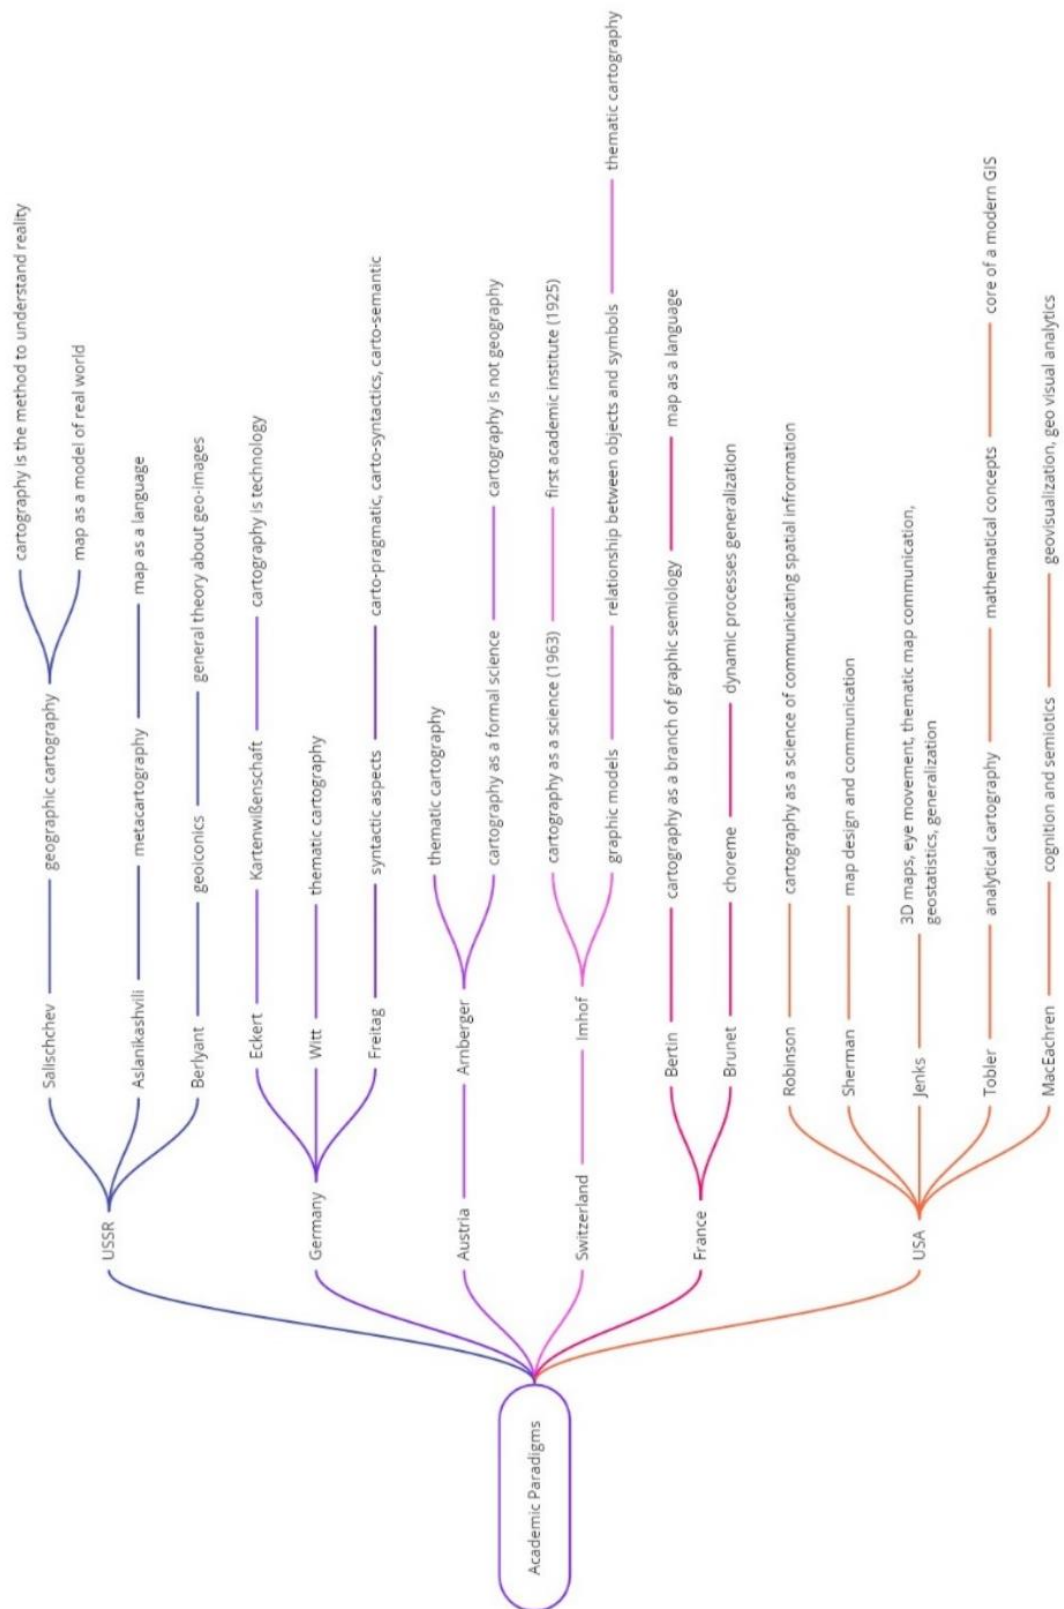 Academic Paradigms
USSR
Salischchev
geographic cartography
cartography is the method to understand reality
map as a model of real world
Aslanikashvili
metacartography
map as a language
Berlyant
geoiconics
general theory about geo-images
Germany
Eckert
Kartenwißenschaft
cartography is technology
Witt
thematic cartography
Freitag
syntactic aspects
carto-pragmatic, carto-syntactics, carto-semantic
Austria
Arnberger
thematic cartography
cartography as a formal science
cartography is not geography
Switzerland
Imhof
cartography as a science (1963)
first academic institute (1925)
graphic models
relationship between objects and symbols
thematic cartography
France
Bertin
cartography as a branch of graphic semiology
map as a language
Brunet
choreme
dynamic processes generalization
USA
Robinson
cartography as a science of communicating spatial infrormation
Sherman
map design and communication
Jenks
3D maps, eye movement, thematic map communication,
geostatistics, generalization
Tobler
analytical cartography
mathematical concepts
core of a modern GIS
MacEachren
cognition and semiotics
geovisualization, geo visual analytics